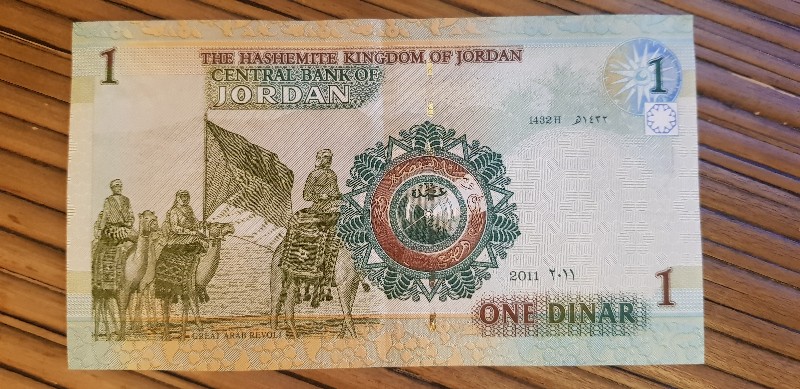 1
THE HASHEMITE KINGDOM OF JORDAN
CENTRAL BANK OF
JORDAN
1
1432 H ١٤٣٢هـ
2011 ٢٠١١
1
ONE DINAR
GREAT ARAB REVOLT